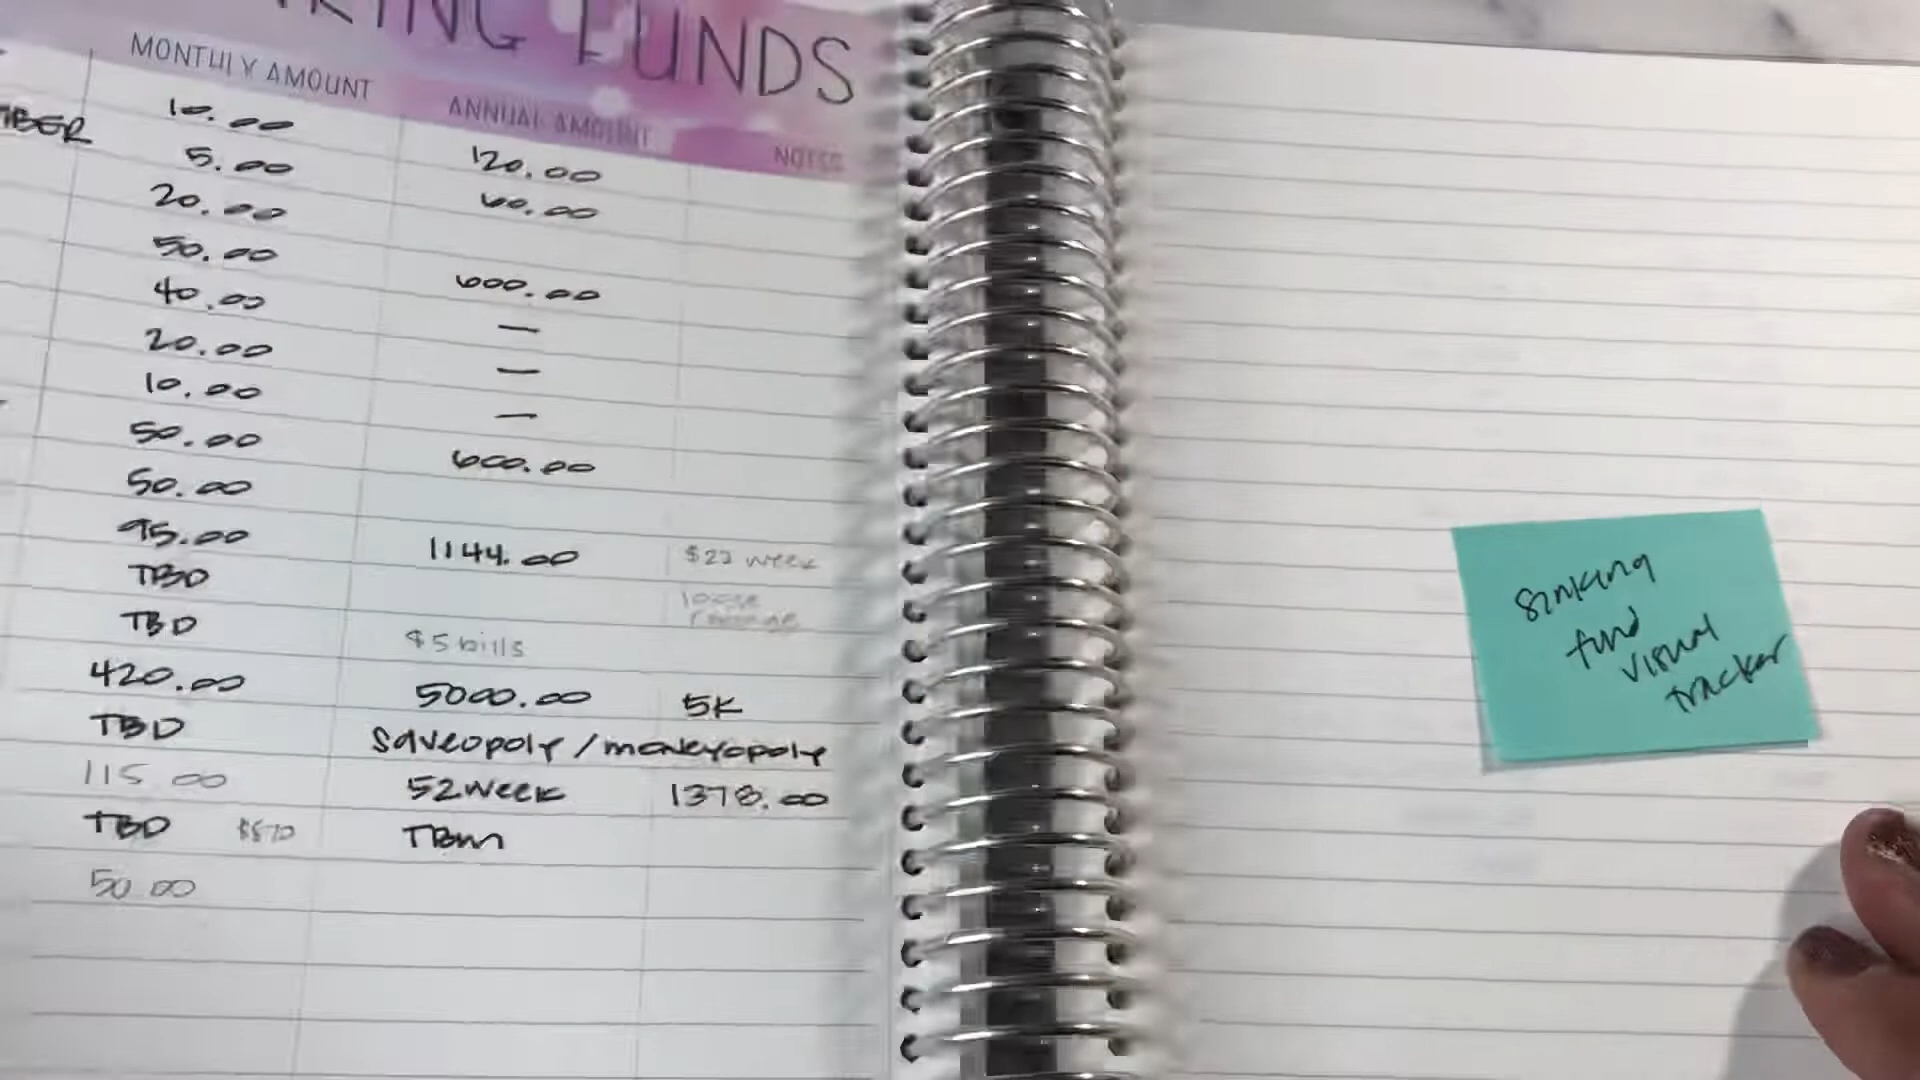 KING FUNDS
MONTHLY AMOUNT ANNUAL AMOUNT NOTES
10.00 120.00
5.00 60.00
20.00
50.00 600.00
40.00 —
20.00 —
10.00 —
50.00 600.00
50.00
95.00 1144.00 $22 week
TBD loose
TBD $5 bills
420.00 5000.00 5K
TBD saveopoly / moneyopoly
115 00 52week 1378.00
TBD
50 00
sinking
fund
visual
tracker